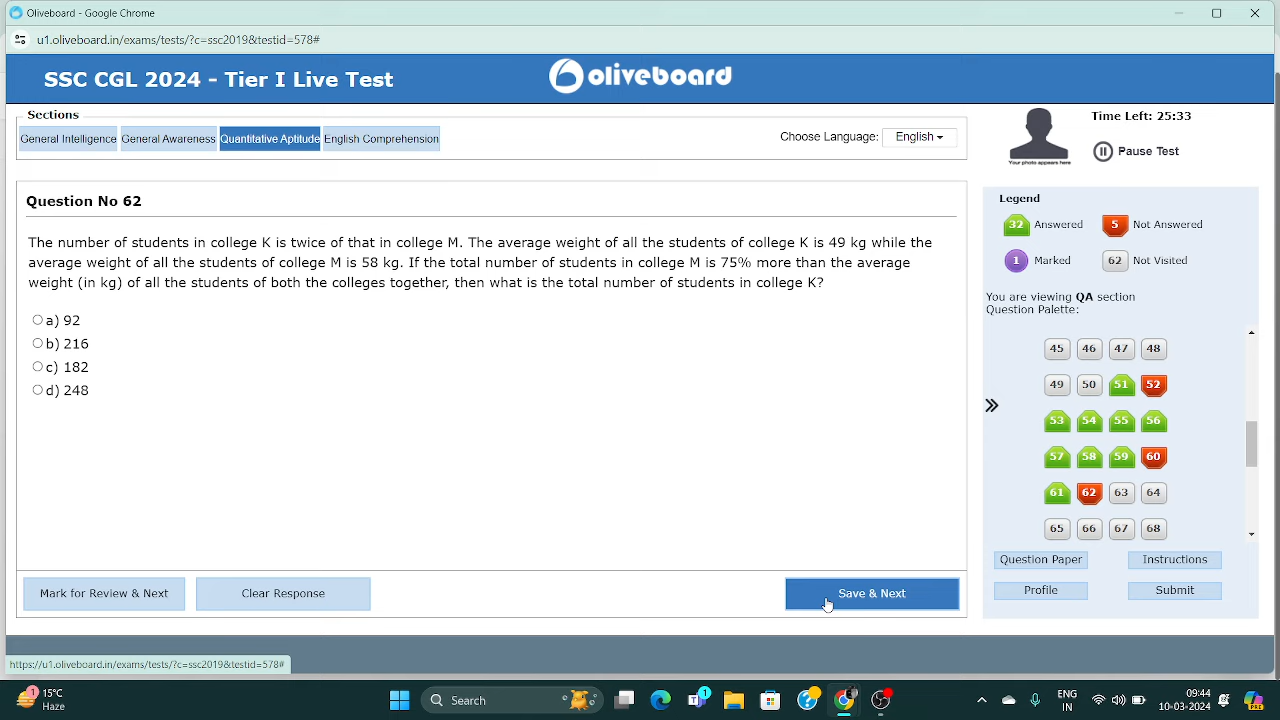 Oliveboard - Google Chrome
u1.oliveboard.in/exams/tests/?c=ssc2019&testid=578#
SSC CGL 2024 - Tier I Live Test
oliveboard
Sections
General Intelligence General Awareness Quantitative Aptitude English Comprehension
Choose Language: English
Your photo appears here
Time Left: 25:33
Pause Test
Question No 62
The number of students in college K is twice of that in college M. The average weight of all the students of college K is 49 kg while the
average weight of all the students of college M is 58 kg. If the total number of students in college M is 75% more than the average
weight (in kg) of all the students of both the colleges together, then what is the total number of students in college K?
a) 92
b) 216
c) 182
d) 248
Mark for Review & Next Clear Response Save & Next
Legend
32 Answered 5 Not Answered
1 Marked 62 Not Visited
You are viewing QA section
Question Palette:
45 46 47 48
49 50 51 52
53 54 55 56
57 58 59 60
61 62 63 64
65 66 67 68
Question Paper Instructions
Profile Submit
https://u1.oliveboard.in/exams/tests/?c=ssc2019&testid=578#
1
15°C
Haze
Search
1
ENG
IN
09:44
10-03-2024